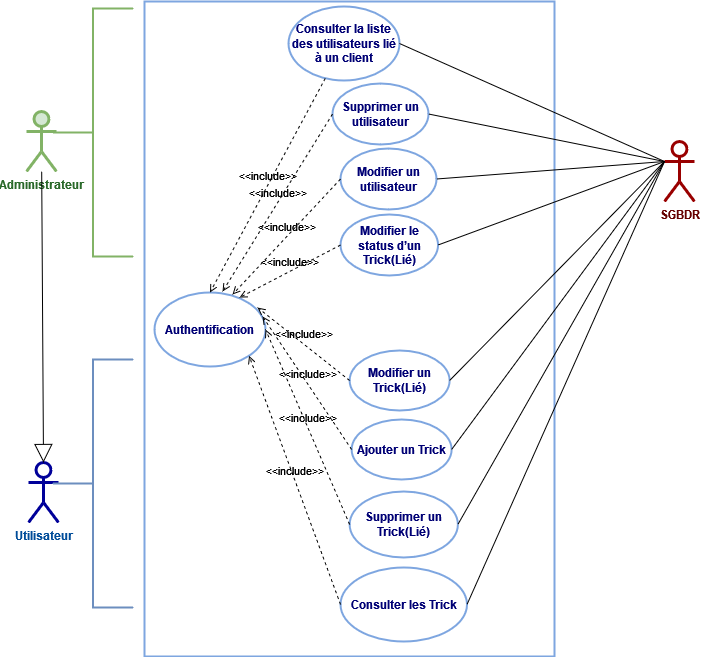 Consulter la liste
des utilisateurs lié
à un client
Supprimer un
utilisateur
Administrateur
<<include>>
<<include>>
Modifier un
utilisateur
SGBDR
<<include>>
Modifier le
status d'un
Trick(Lié)
<<include>>
Authentification
<<include>>
Modifier un
Trick(Lié)
<<include>>
<<include>>
Ajouter un Trick
<<include>>
Supprimer un
Trick(Lié)
Utilisateur
Consulter les Trick